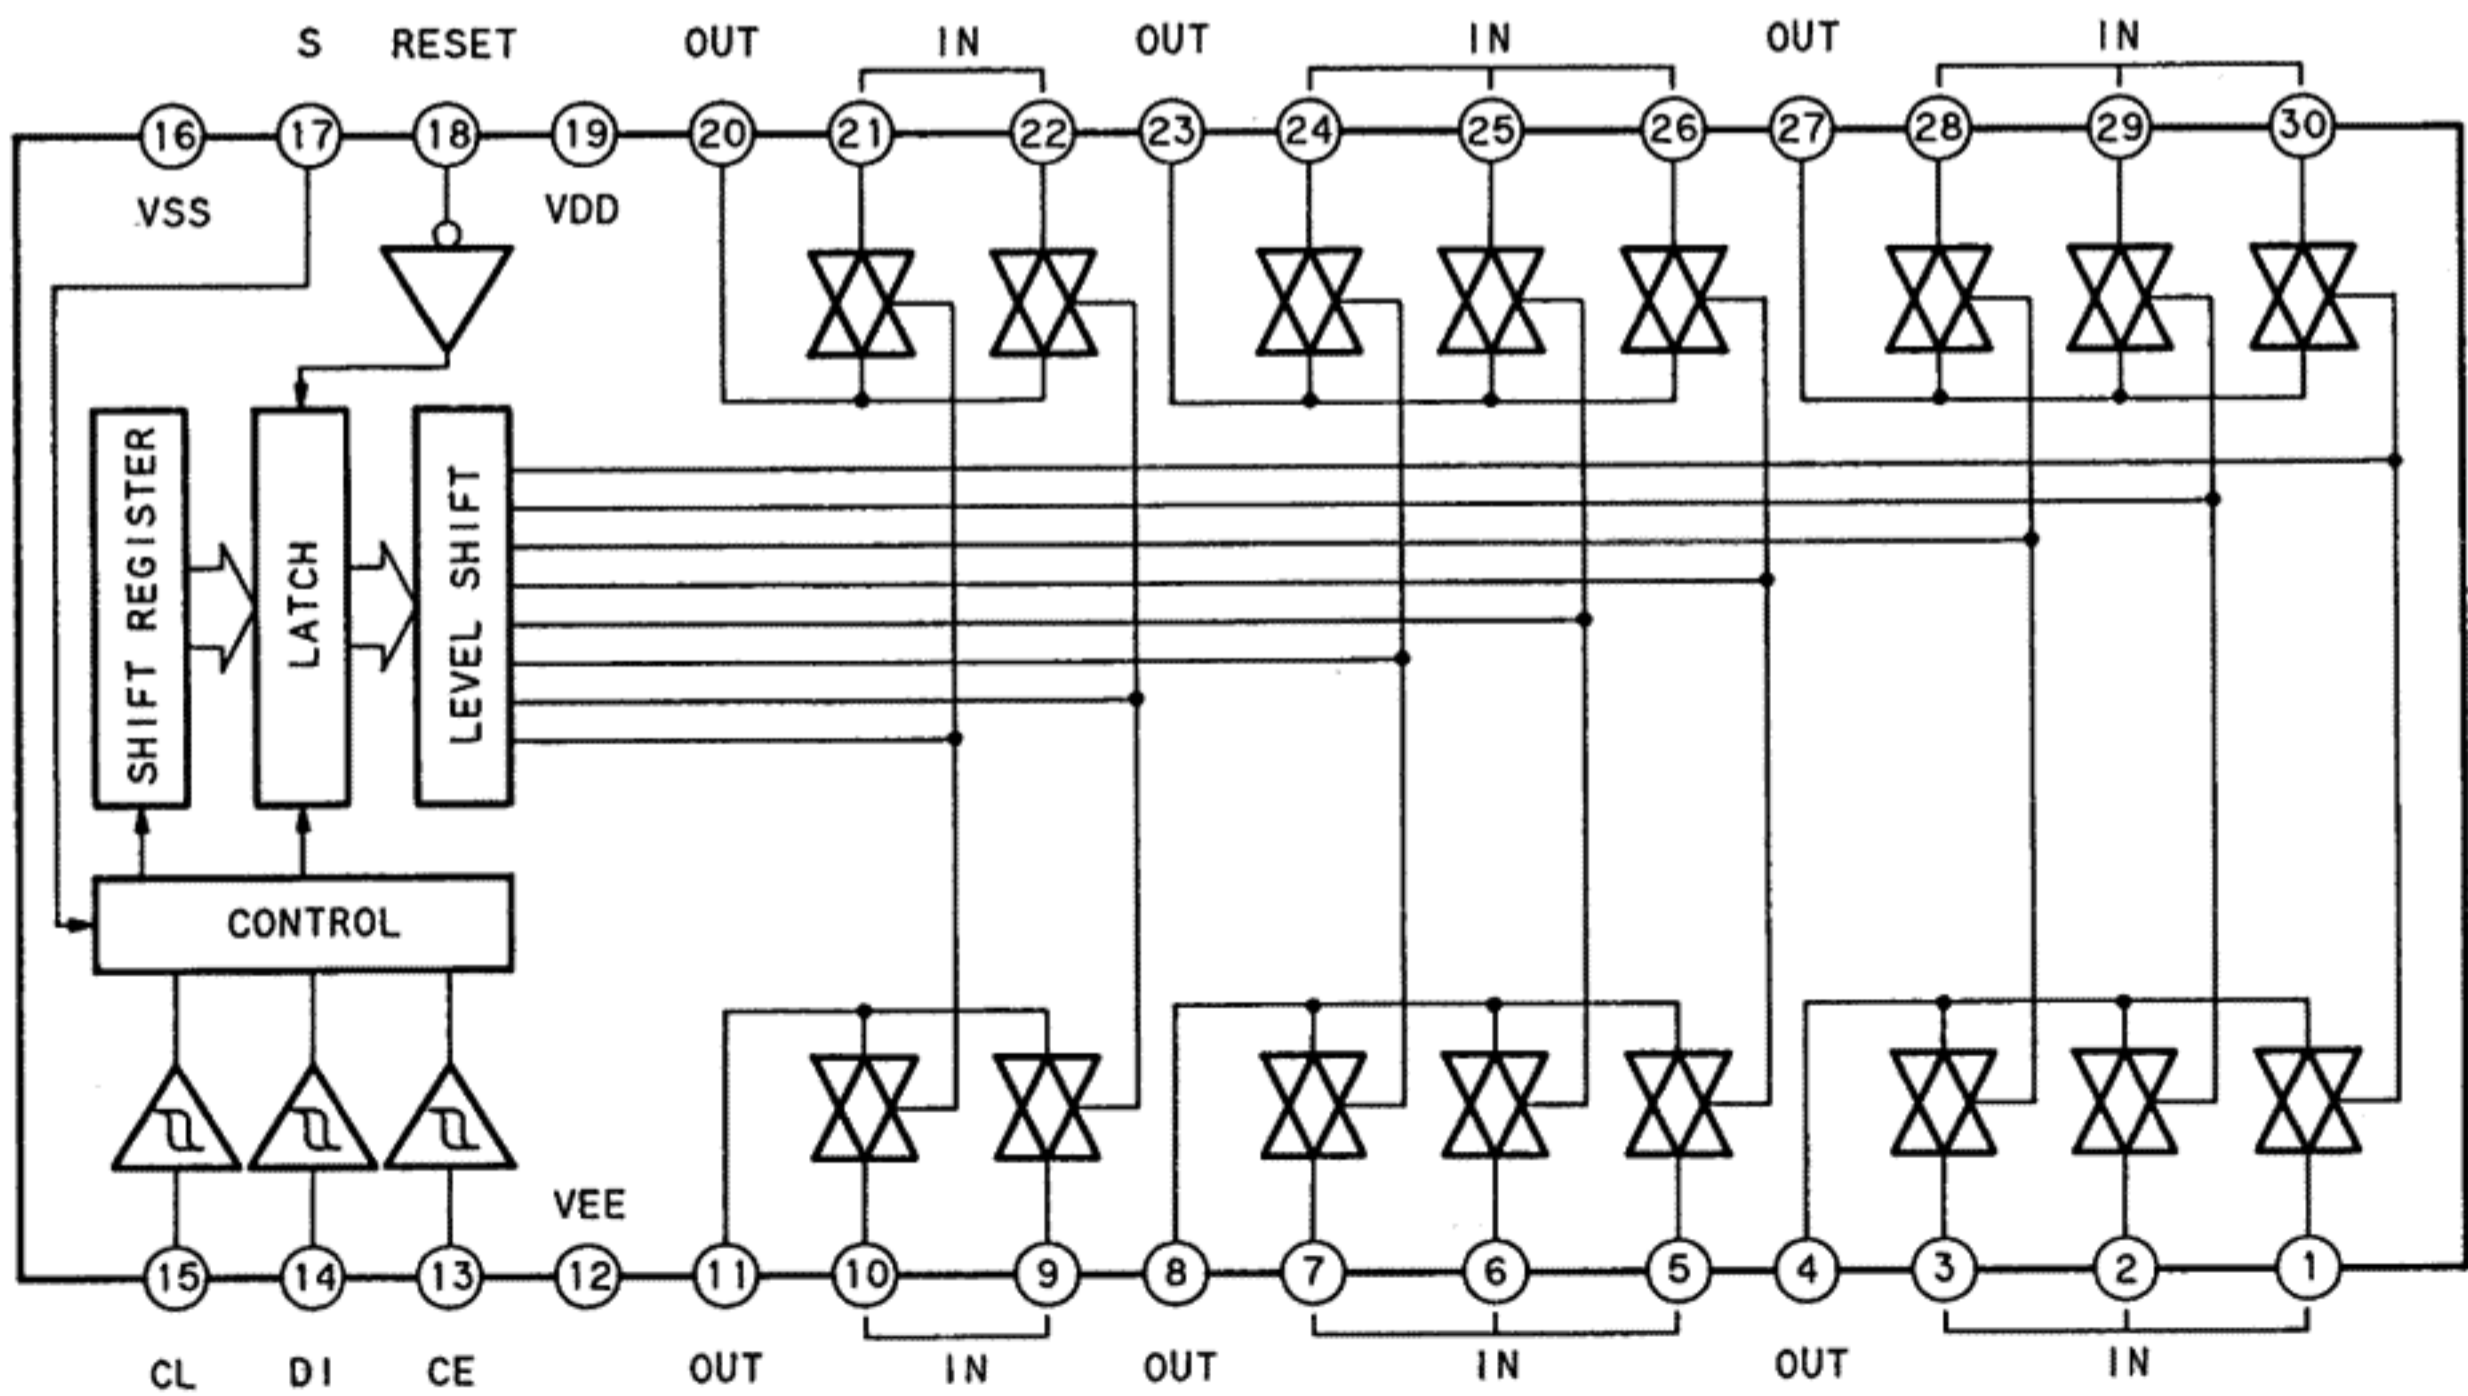 S RESET OUT IN OUT IN OUT IN
16 17 18 19 20 21 22 23 24 25 26 27 28 29 30
VSS VDD
SHIFT REGISTER
LATCH
LEVEL SHIFT
CONTROL
VEE
15 14 13 12 11 10 9 8 7 6 5 4 3 2 1
CL DI CE OUT IN OUT IN OUT IN